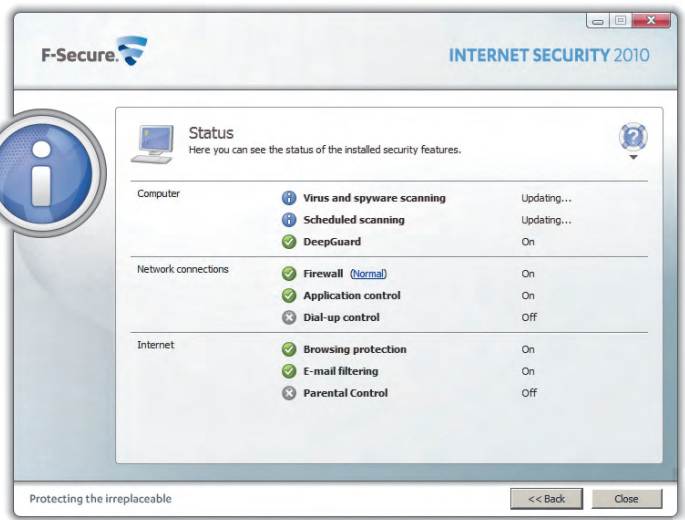 F-Secure.
INTERNET SECURITY 2010
Status
Here you can see the status of the installed security features.
Computer
Virus and spyware scanning Updating...
Scheduled scanning Updating...
DeepGuard On
Network connections
Firewall (Normal) On
Application control On
Dial-up control Off
Internet
Browsing protection On
E-mail filtering On
Parental Control Off
Protecting the irreplaceable
<< Back
Close